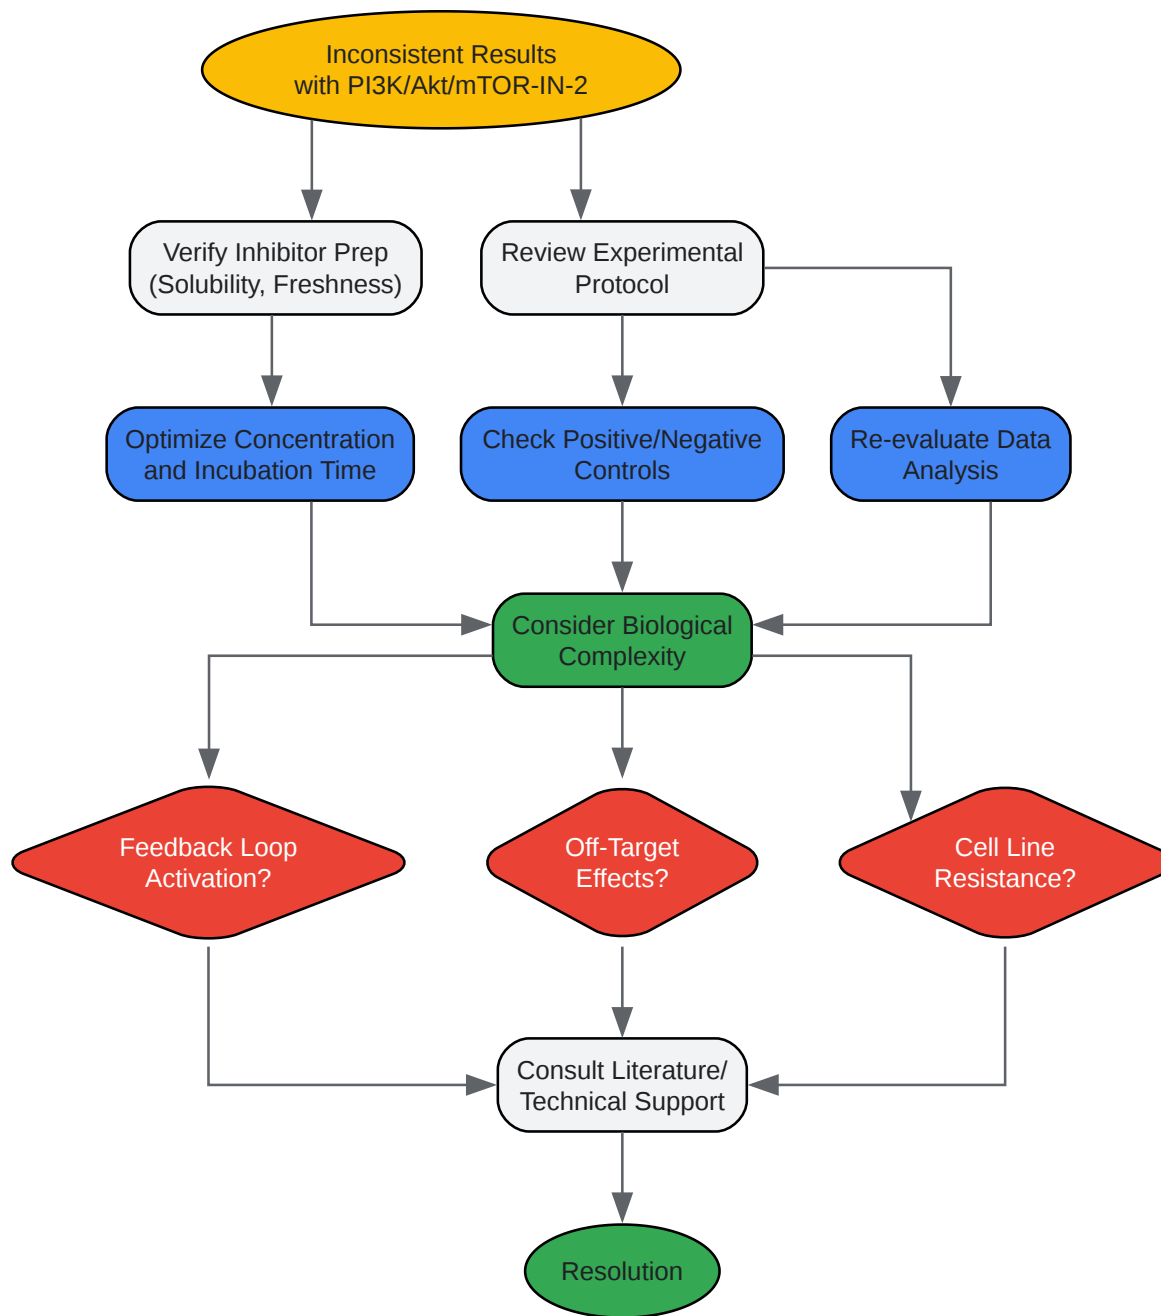 Inconsistent Results
with PI3K/Akt/mTOR-IN-2
Verify Inhibitor Prep
(Solubility, Freshness)
Review Experimental
Protocol
Optimize Concentration
and Incubation Time
Check Positive/Negative
Controls
Re-evaluate Data
Analysis
Consider Biological
Complexity
Feedback Loop
Activation?
Off-Target
Effects?
Cell Line
Resistance?
Consult Literature/
Technical Support
Resolution